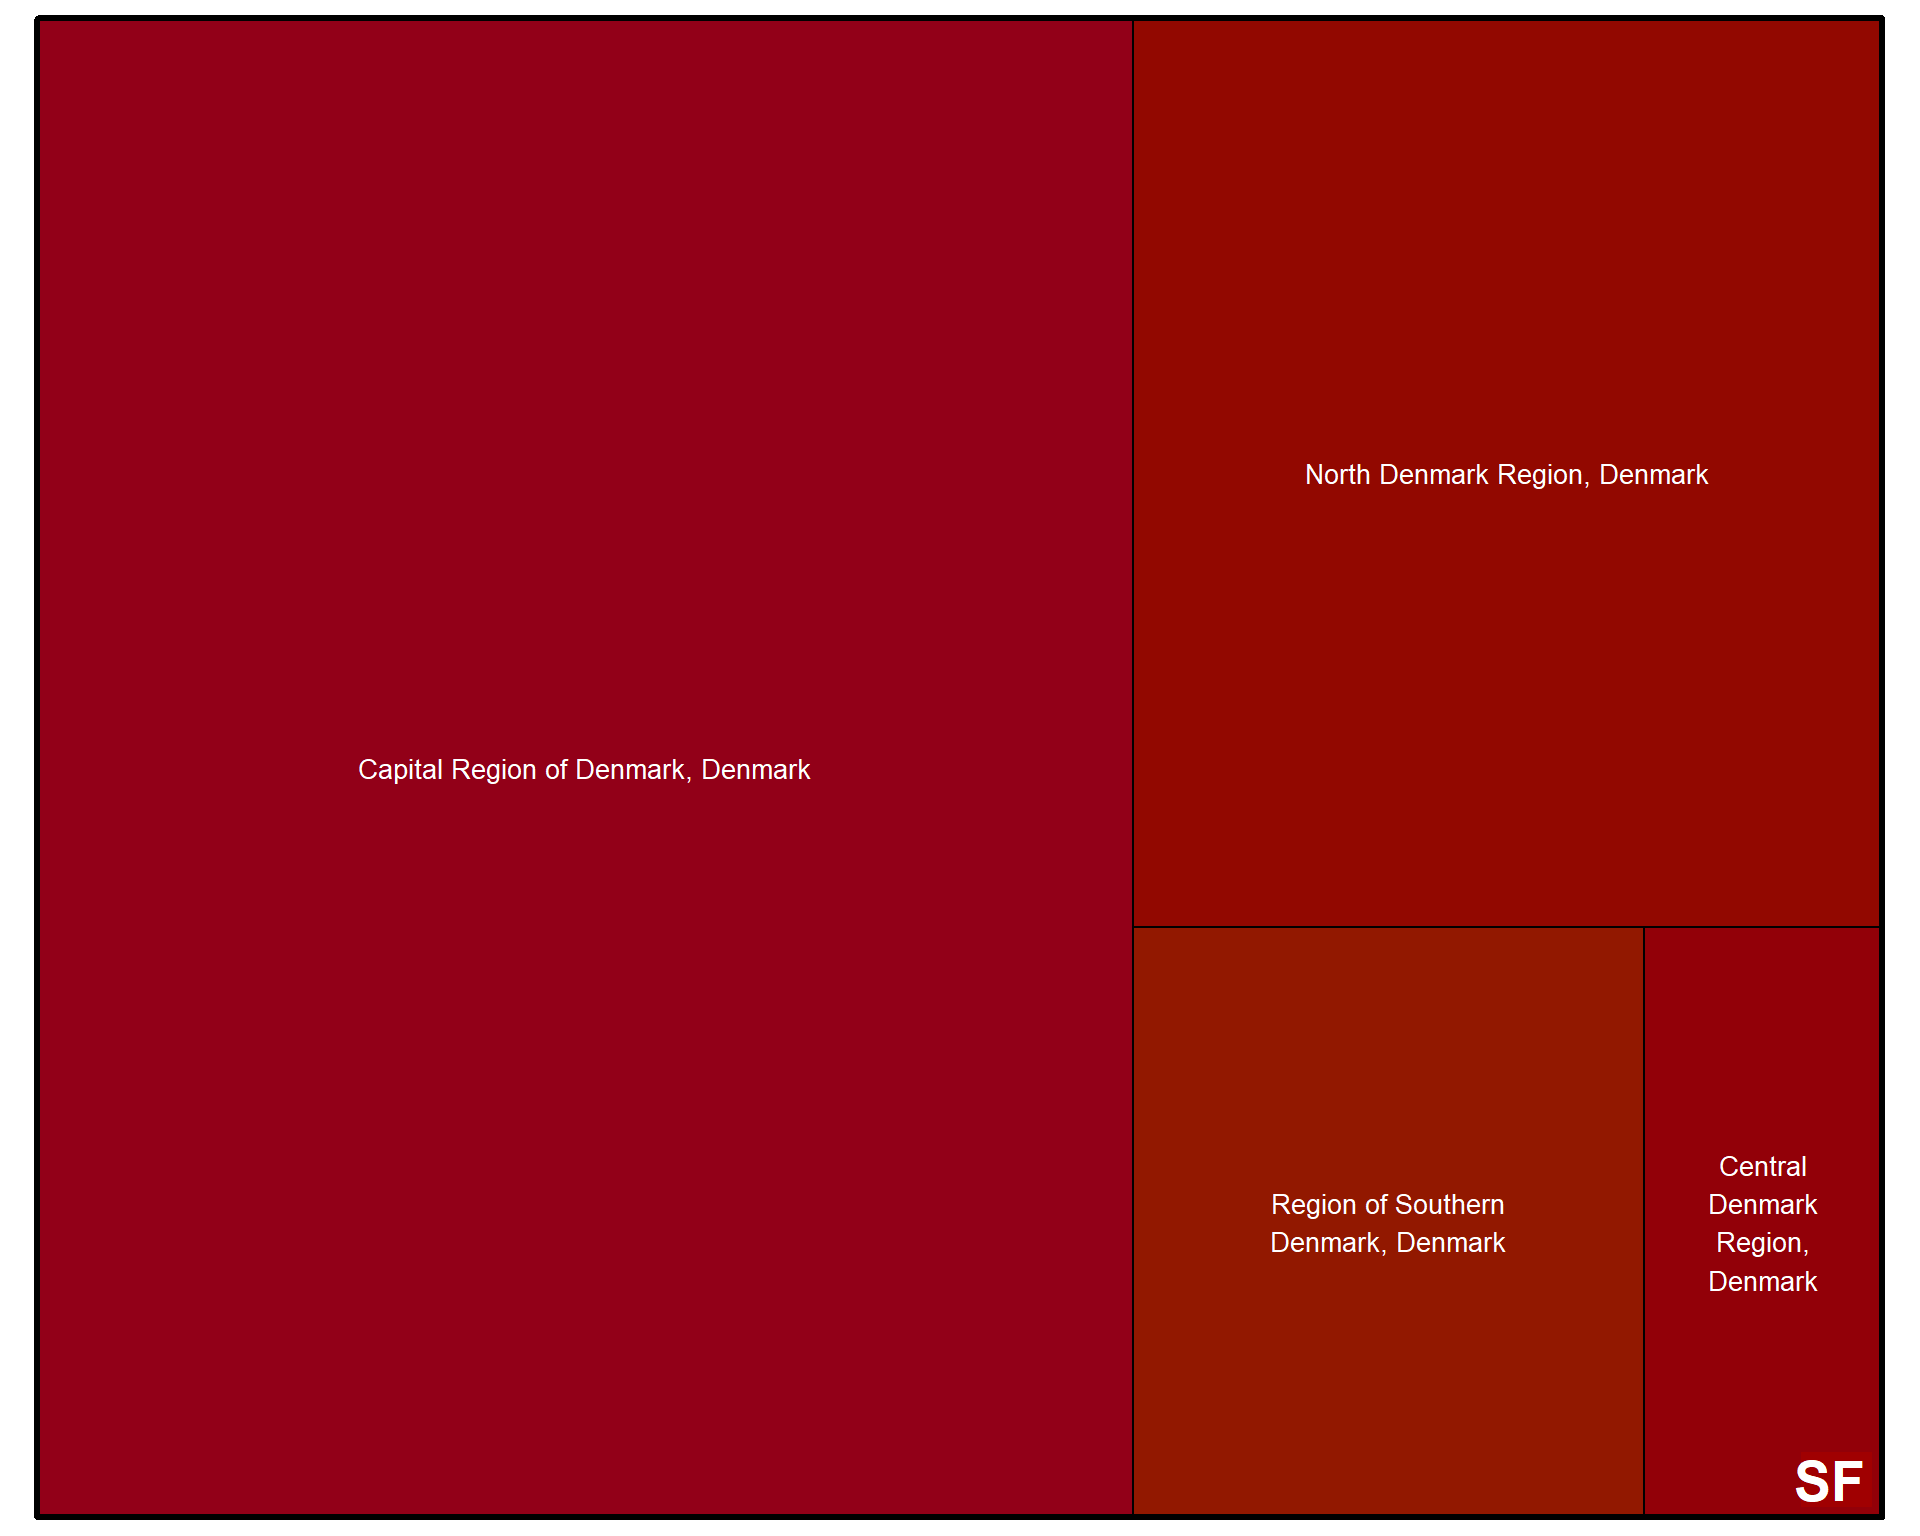 Capital Region of Denmark, Denmark
North Denmark Region, Denmark
Region of Southern
Denmark, Denmark
Central
Denmark
Region,
Denmark
SF